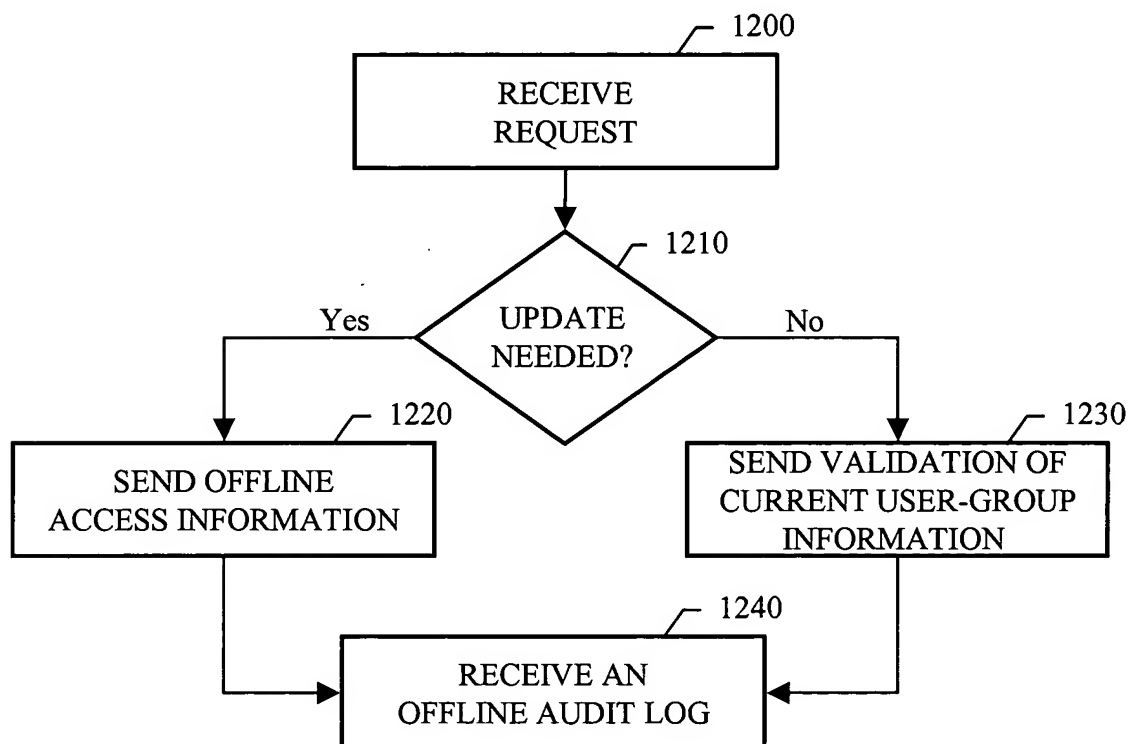 1200
RECEIVE
REQUEST
1210
UPDATE
NEEDED?
Yes
No
1220
SEND OFFLINE
ACCESS INFORMATION
1230
SEND VALIDATION OF
CURRENT USER-GROUP
INFORMATION
1240
RECEIVE AN
OFFLINE AUDIT LOG